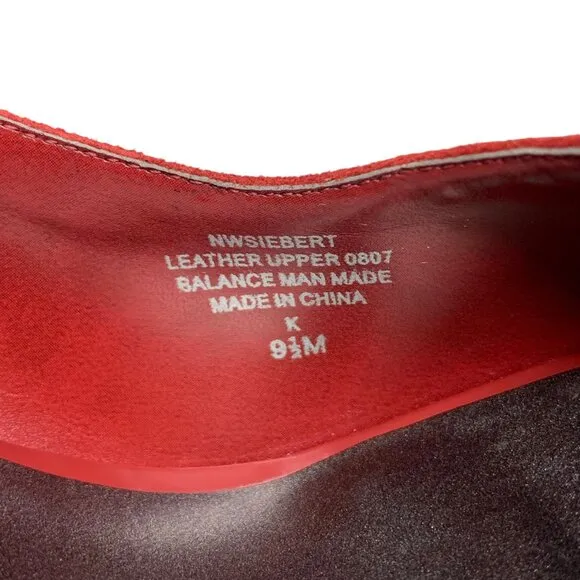 NWSIEBERT
LEATHER UPPER 0807
BALANCE MAN MADE
MADE IN CHINA
K
9½M